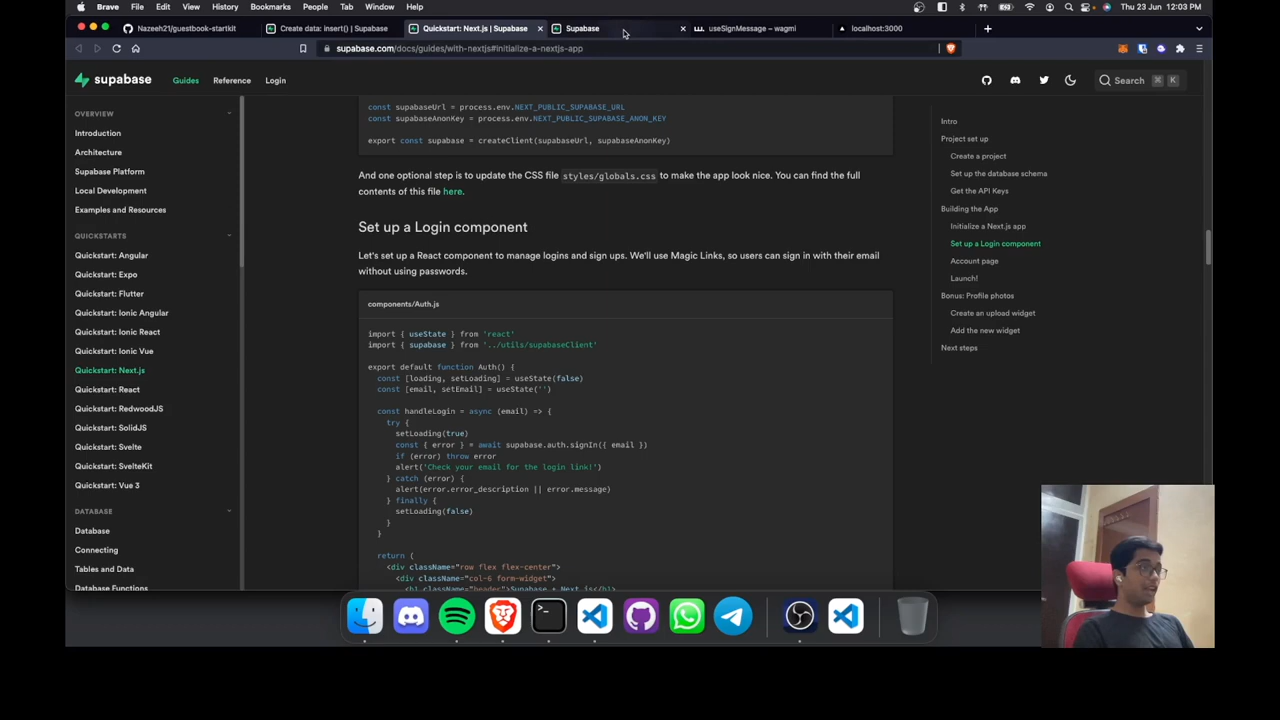 Brave File Edit View History Bookmarks People Tab Window Help
Thu 23 Jun 12:03 PM
Nazeeh21/guestbook-startkit
Create data: insert() | Supabase
Quickstart: Next.js | Supabase
Supabase
useSignMessage – wagmi
localhost:3000
supabase.com/docs/guides/with-nextjs#initialize-a-nextjs-app
supabase Guides Reference Login
Search ⌘ K
OVERVIEW
Introduction
Architecture
Supabase Platform
Local Development
Examples and Resources
QUICKSTARTS
Quickstart: Angular
Quickstart: Expo
Quickstart: Flutter
Quickstart: Ionic Angular
Quickstart: Ionic React
Quickstart: Ionic Vue
Quickstart: Next.js
Quickstart: React
Quickstart: RedwoodJS
Quickstart: SolidJS
Quickstart: Svelte
Quickstart: SvelteKit
Quickstart: Vue 3
DATABASE
Database
Connecting
Tables and Data
Database Functions
const supabaseUrl = process.env.NEXT_PUBLIC_SUPABASE_URL
const supabaseAnonKey = process.env.NEXT_PUBLIC_SUPABASE_ANON_KEY
export const supabase = createClient(supabaseUrl, supabaseAnonKey)
And one optional step is to update the CSS file styles/globals.css to make the app look nice. You can find the full
contents of this file here.
Set up a Login component
Let's set up a React component to manage logins and sign ups. We'll use Magic Links, so users can sign in with their email
without using passwords.
components/Auth.js
import { useState } from 'react'
import { supabase } from '../utils/supabaseClient'
export default function Auth() {
const [loading, setLoading] = useState(false)
const [email, setEmail] = useState('')
const handleLogin = async (email) => {
try {
setLoading(true)
const { error } = await supabase.auth.signIn({ email })
if (error) throw error
alert('Check your email for the login link!')
} catch (error) {
alert(error.error_description || error.message)
} finally {
setLoading(false)
}
}
return (
<div className="row flex flex-center">
<div className="col-6 form-widget">
<h1 className="header">Supabase + Next.js</h1>
Intro
Project set up
Create a project
Set up the database schema
Get the API Keys
Building the App
Initialize a Next.js app
Set up a Login component
Account page
Launch!
Bonus: Profile photos
Create an upload widget
Add the new widget
Next steps